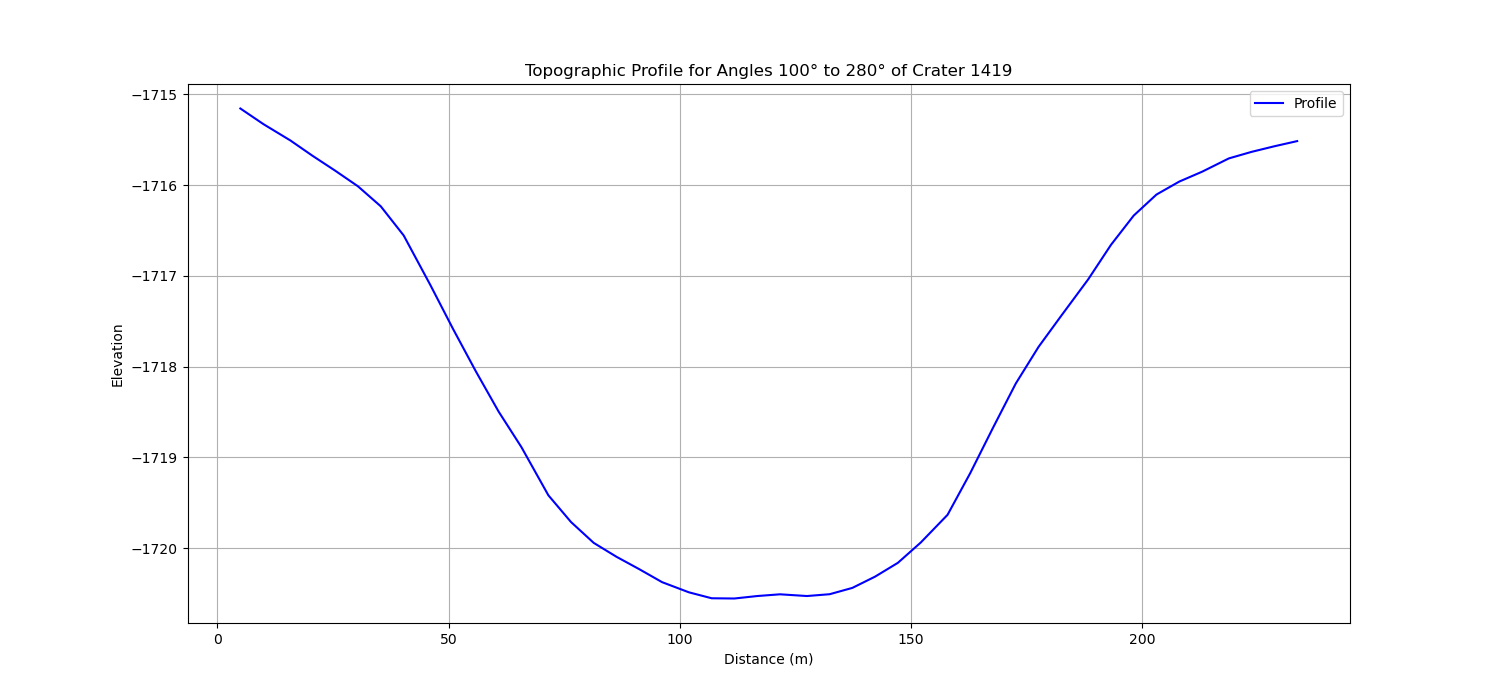 Topographic Profile for Angles 100° to 280° of Crater 1419
Profile
−1715
−1716
−1717
−1718
−1719
−1720
Elevation
0 50 100 150 200
Distance (m)